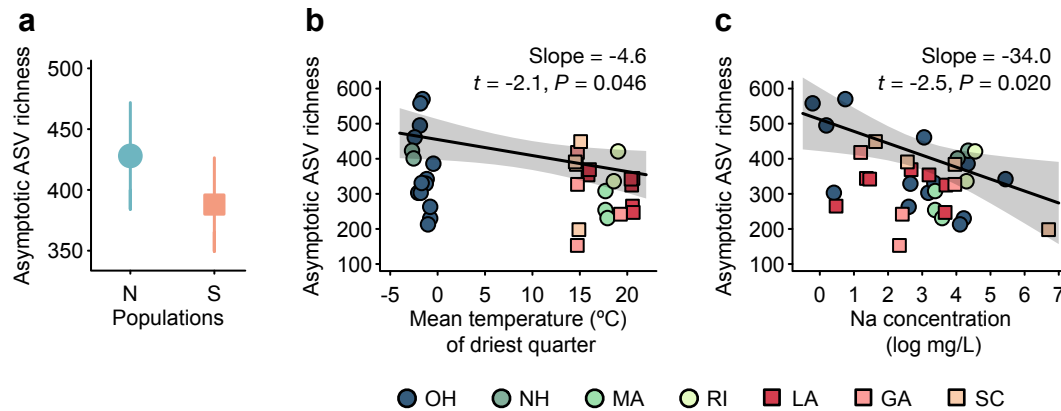 a
Asymptotic ASV richness
500
450
400
350
N S
Populations
b
Asymptotic ASV richness
Slope = -4.6
t = -2.1, P = 0.046
600
500
400
300
200
100
-5 0 5 10 15 20
Mean temperature (ºC)
of driest quarter
c
Asymptotic ASV richness
Slope = -34.0
t = -2.5, P = 0.020
600
500
400
300
200
100
0 1 2 3 4 5 6 7
Na concentration
(log mg/L)
OH NH MA RI LA GA SC